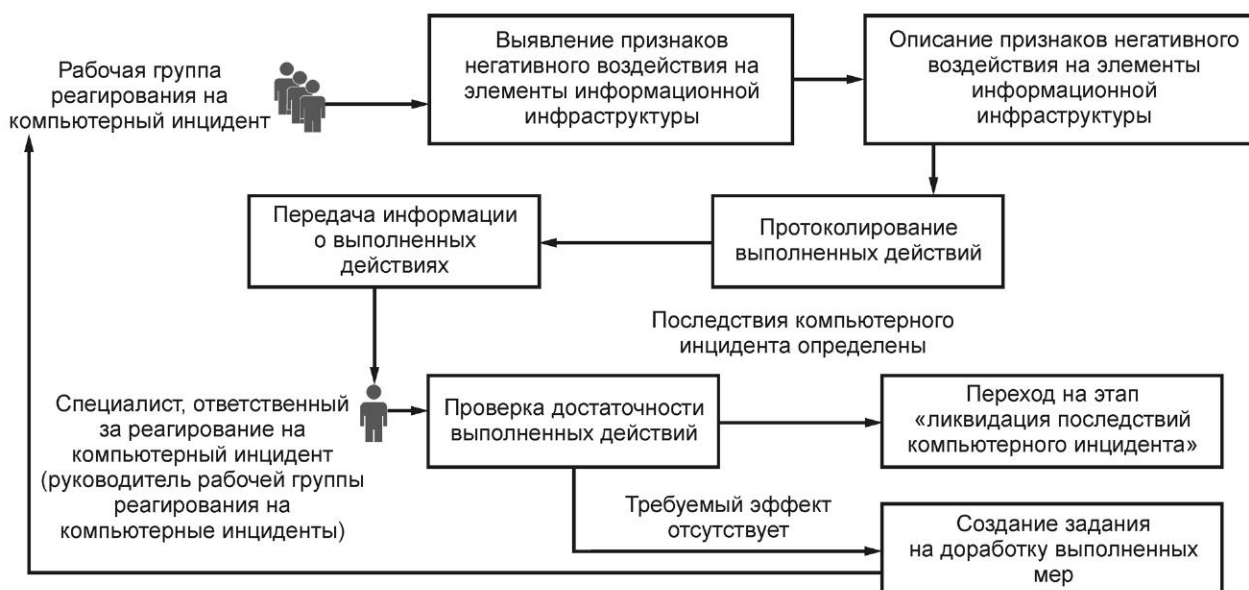 Рабочая группа
реагирования на
компьютерный инцидент
Выявление признаков
негативного воздействия на
элементы информационной
инфраструктуры
Описание признаков негативного
воздействия на элементы
информационной
инфраструктуры
Протоколирование
выполненных действий
Передача информации
о выполненных
действиях
Специалист, ответственный
за реагирование на
компьютерный инцидент
(руководитель рабочей группы
реагирования на
компьютерные инциденты)
Проверка достаточности
выполненных действий
Последствия компьютерного
инцидента определены
Переход на этап
«ликвидация последствий
компьютерного инцидента»
Требуемый эффект
отсутствует
Создание задания
на доработку выполненных
мер